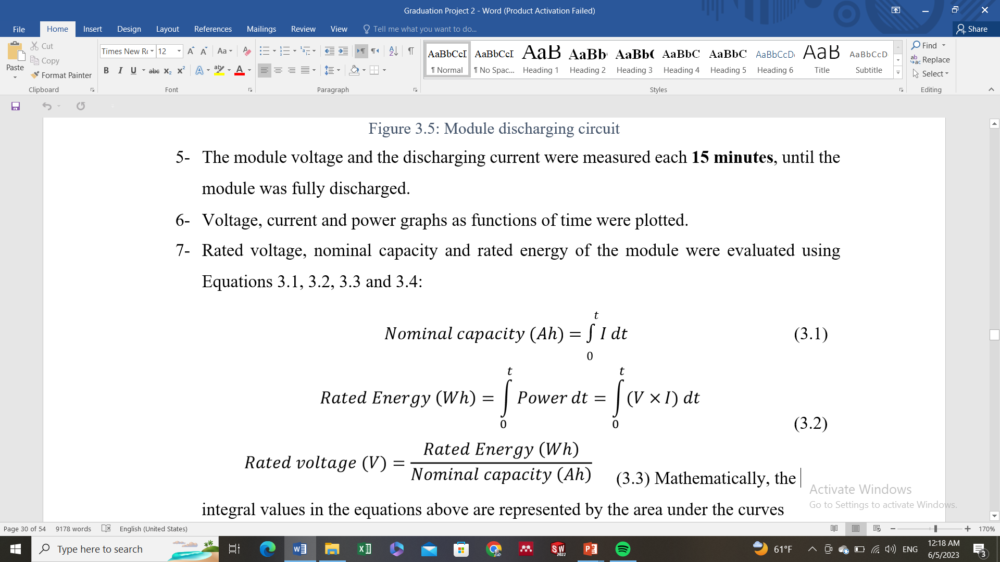 Graduation Project 2 - Word (Product Activation Failed)
File Home Insert Design Layout References Mailings Review View Tell me what you want to do... Share
Paste
Cut
Copy
Format Painter
Clipboard
Times New Ro 12
Font
Paragraph
AaBbCcI AaBbCcI AaB AaBb AaBb( AaBbC AaBbC AaBbCcD AaB AaBbCcD
¶ Normal ¶ No Spac... Heading 1 Heading 2 Heading 3 Heading 4 Heading 5 Heading 6 Title Subtitle
Styles
Find
Replace
Select
Editing
Figure 3.5: Module discharging circuit
5- The module voltage and the discharging current were measured each 15 minutes, until the
module was fully discharged.
6- Voltage, current and power graphs as functions of time were plotted.
7- Rated voltage, nominal capacity and rated energy of the module were evaluated using
Equations 3.1, 3.2, 3.3 and 3.4:
Nominal capacity (Ah) = ∫₀ᵗ I dt (3.1)
Rated Energy (Wh) = ∫₀ᵗ Power dt = ∫₀ᵗ (V × I) dt
(3.2)
Rated voltage (V) = Rated Energy (Wh) / Nominal capacity (Ah) (3.3) Mathematically, the
integral values in the equations above are represented by the area under the curves
Activate Windows
Go to Settings to activate Windows.
Page 30 of 54 9178 words English (United States) 170%
Type here to search
61°F ENG 12:18 AM
6/5/2023
3